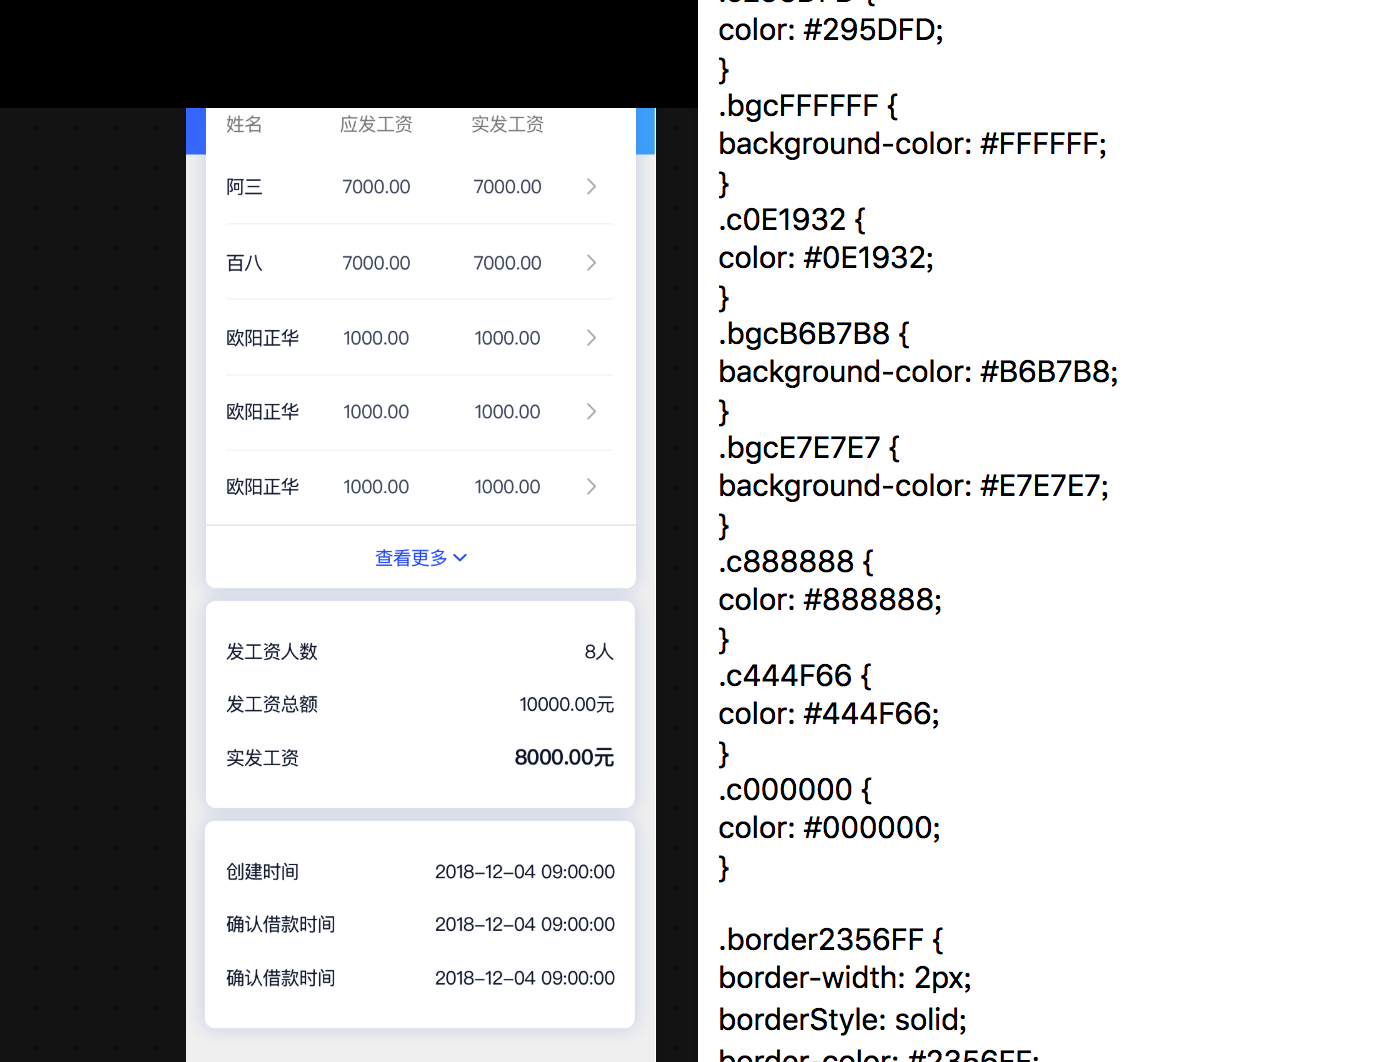 姓名 应发工资 实发工资
阿三 7000.00 7000.00
百八 7000.00 7000.00
欧阳正华 1000.00 1000.00
欧阳正华 1000.00 1000.00
欧阳正华 1000.00 1000.00
查看更多
发工资人数 8人
发工资总额 10000.00元
实发工资 8000.00元
创建时间 2018-12-04 09:00:00
确认借款时间 2018-12-04 09:00:00
确认借款时间 2018-12-04 09:00:00
color: #295DFD;
}
.bgcFFFFFF {
background-color: #FFFFFF;
}
.c0E1932 {
color: #0E1932;
}
.bgcB6B7B8 {
background-color: #B6B7B8;
}
.bgcE7E7E7 {
background-color: #E7E7E7;
}
.c888888 {
color: #888888;
}
.c444F66 {
color: #444F66;
}
.c000000 {
color: #000000;
}
.border2356FF {
border-width: 2px;
borderStyle: solid;
border-color: #2356FF;